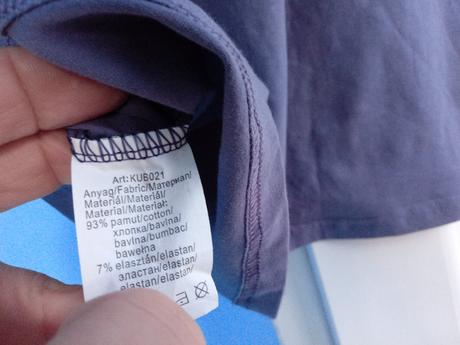 Art: KUB021
Anyag/Fabric/Материал/
Materiál/Materiál/
Material/Materiał:
93% pamut/cotton/
хлопка/bavlna/
bavlna/bumbac/
bawełna
7% elasztán/elastan/
эластан/elastan/
elastan/elastan